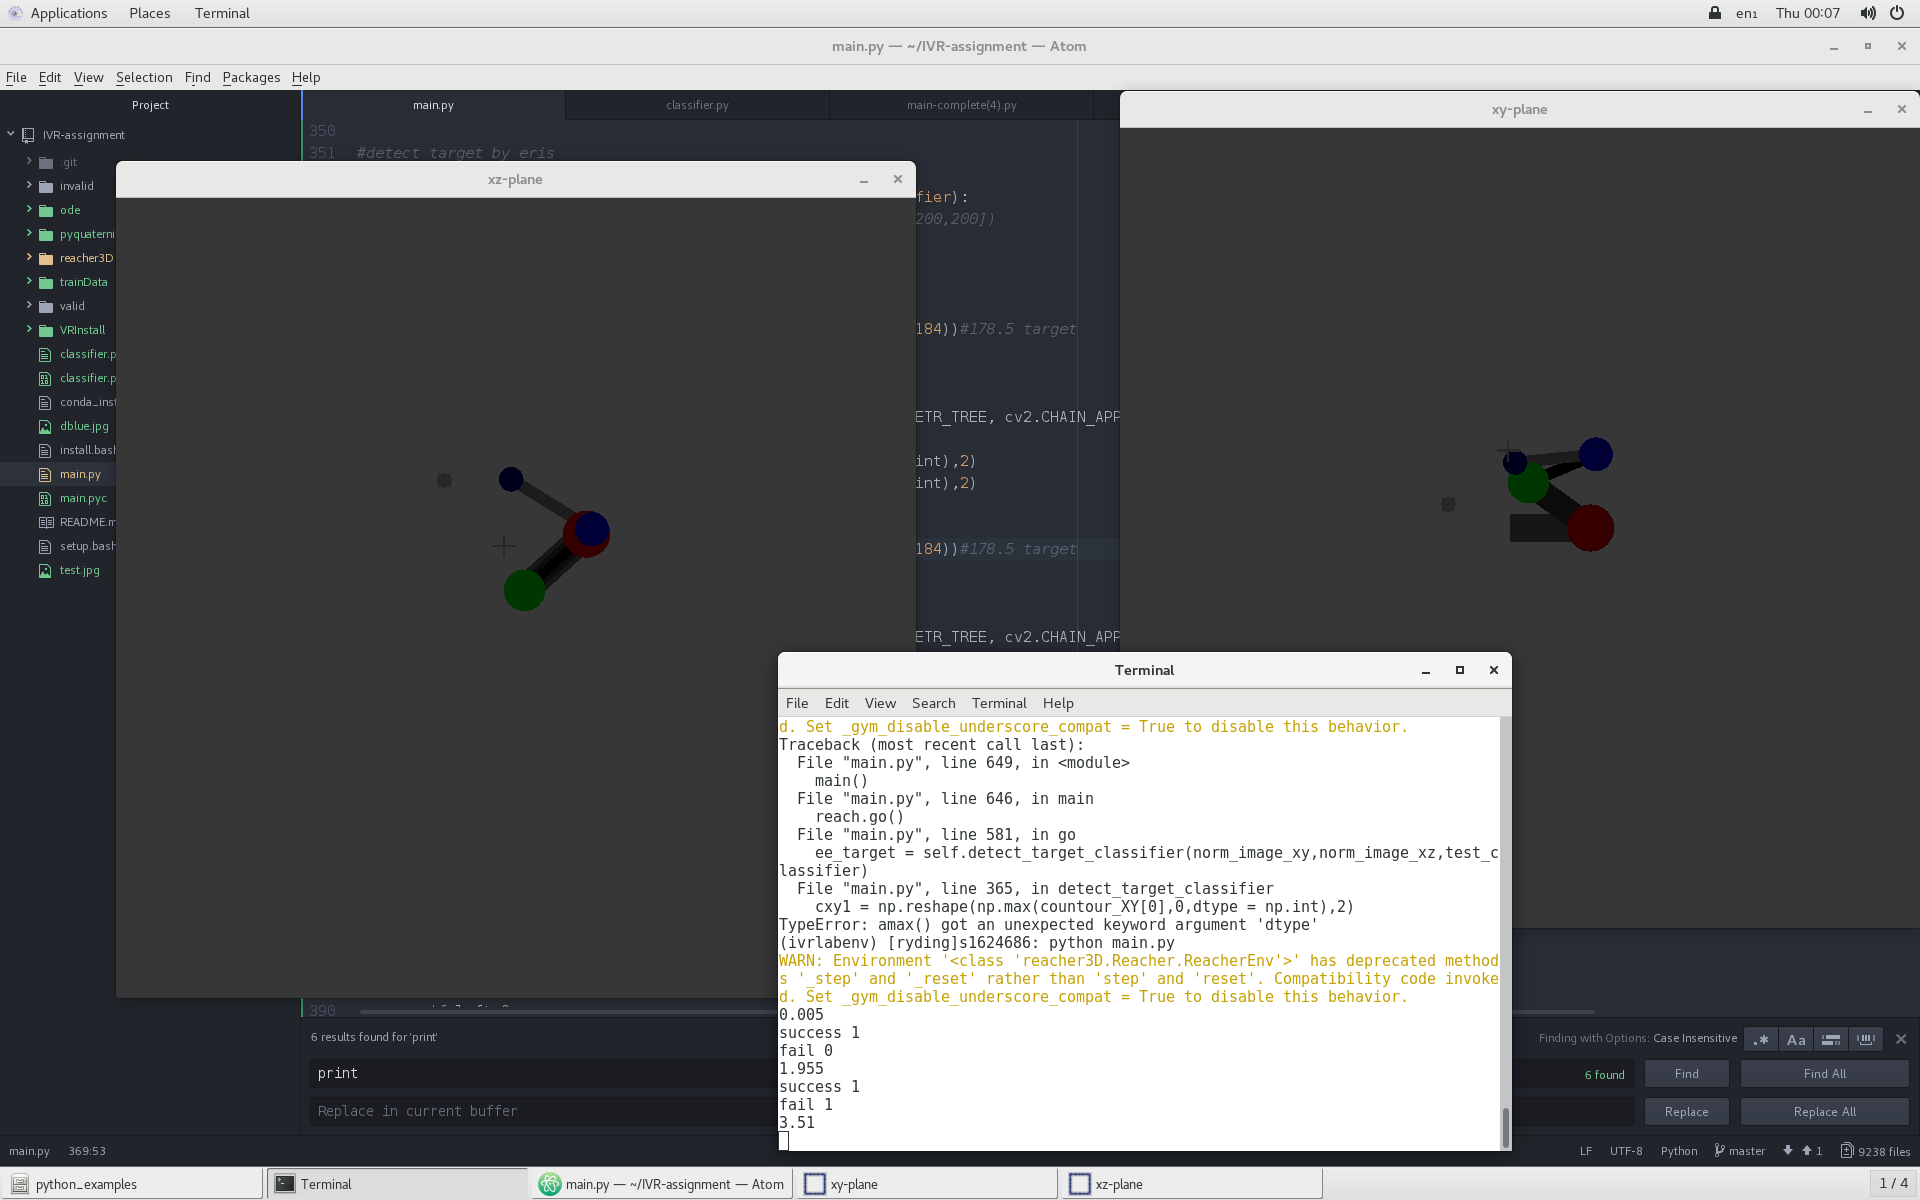 Applications Places Terminal
en1 Thu 00:07
main.py — ~/IVR-assignment — Atom
File Edit View Selection Find Packages Help
Project
main.py
classifier.py
main-complete(4).py
IVR-assignment
.git
invalid
ode
pyquaterni
reacher3D
trainData
valid
VRInstall
classifier.p
classifier.p
conda_inst
dblue.jpg
install.bash
main.py
main.pyc
README.m
setup.bash
test.jpg
350
351 #detect target by eris
fier):
200,200])
184))#178.5 target
ETR_TREE, cv2.CHAIN_APP
int),2)
int),2)
184))#178.5 target
ETR_TREE, cv2.CHAIN_APP
390
xz-plane
xy-plane
Terminal
File Edit View Search Terminal Help
d. Set _gym_disable_underscore_compat = True to disable this behavior.
Traceback (most recent call last):
File "main.py", line 649, in <module>
main()
File "main.py", line 646, in main
reach.go()
File "main.py", line 581, in go
ee_target = self.detect_target_classifier(norm_image_xy,norm_image_xz,test_c
lassifier)
File "main.py", line 365, in detect_target_classifier
cxy1 = np.reshape(np.max(countour_XY[0],0,dtype = np.int),2)
TypeError: amax() got an unexpected keyword argument 'dtype'
(ivrlabenv) [ryding]s1624686: python main.py
WARN: Environment '<class 'reacher3D.Reacher.ReacherEnv'>' has deprecated method
s '_step' and '_reset' rather than 'step' and 'reset'. Compatibility code invoke
d. Set _gym_disable_underscore_compat = True to disable this behavior.
0.005
success 1
fail 0
1.955
success 1
fail 1
3.51
6 results found for 'print'
Finding with Options: Case Insensitive
.* Aa
print
6 found
Find
Find All
Replace in current buffer
Replace
Replace All
main.py 369:53
LF UTF-8 Python master 1 9238 files
python_examples
Terminal
main.py — ~/IVR-assignment — Atom
xy-plane
xz-plane
1 / 4